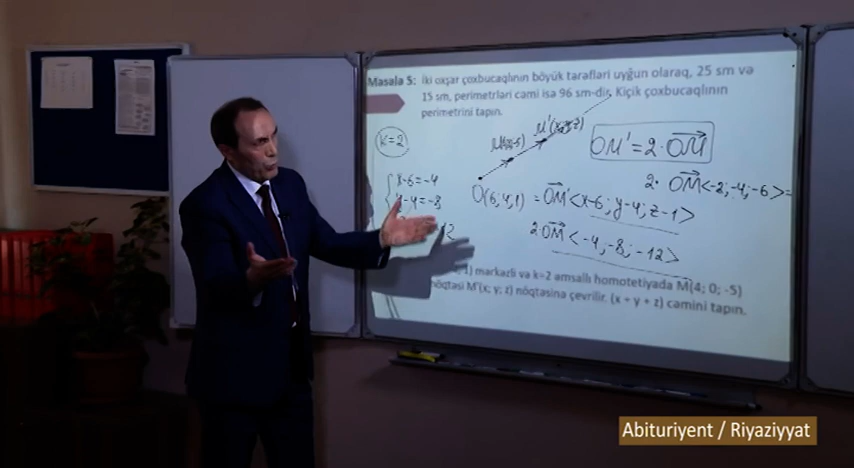 Masələ 5: İki oxşar çoxbucaqlının böyük tərəfləri uyğun olaraq, 25 sm və
15 sm, perimetrləri cəmi isə 96 sm-dir. Kiçik çoxbucaqlının
perimetrini tapın.
k=2
M'(x;y;z)
OM' = 2·OM
x-6=-4
y-4=-8
2·OM<-2;-4;-6>=
O(6;4;1) = OM'<x-6; y-4; z-1>
2·OM<-4;-8;-12>
mərkəzli və k=2 əmsallı homotetiyada M(4; 0; -5)
nöqtəsi M'(x; y; z) nöqtəsinə çevrilir. (x + y + z) cəmini tapın.
Abituriyent / Riyaziyyat